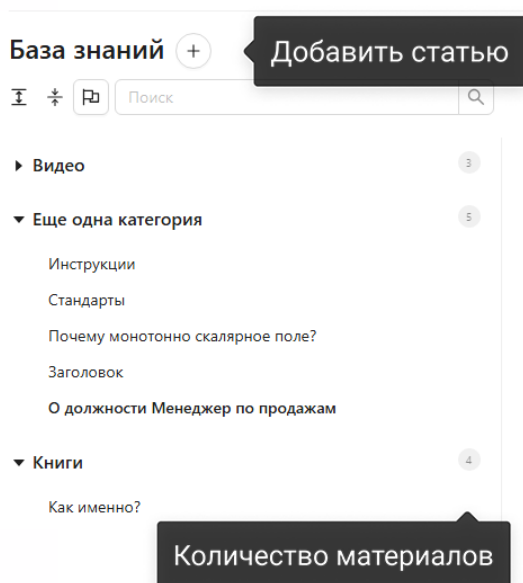 База знаний +
Добавить статью
Поиск
Видео 3
Еще одна категория 5
Инструкции
Стандарты
Почему монотонно скалярное поле?
Заголовок
О должности Менеджер по продажам
Книги 4
Как именно?
Количество материалов